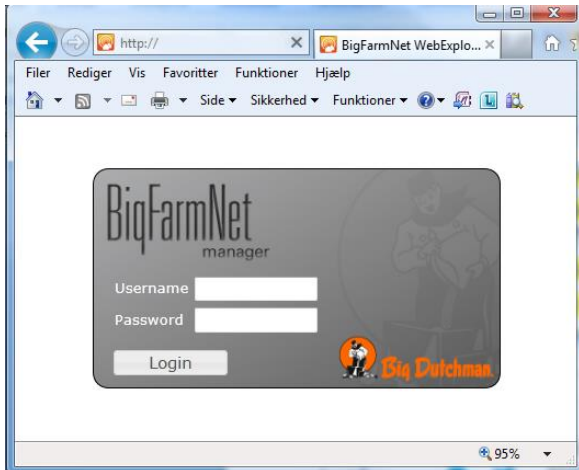 http://
BigFarmNet WebExplo...
Filer Rediger Vis Favoritter Funktioner Hjælp
Side Sikkerhed Funktioner
BigFarmNet
manager
Username
Password
Login
Big Dutchman
95%